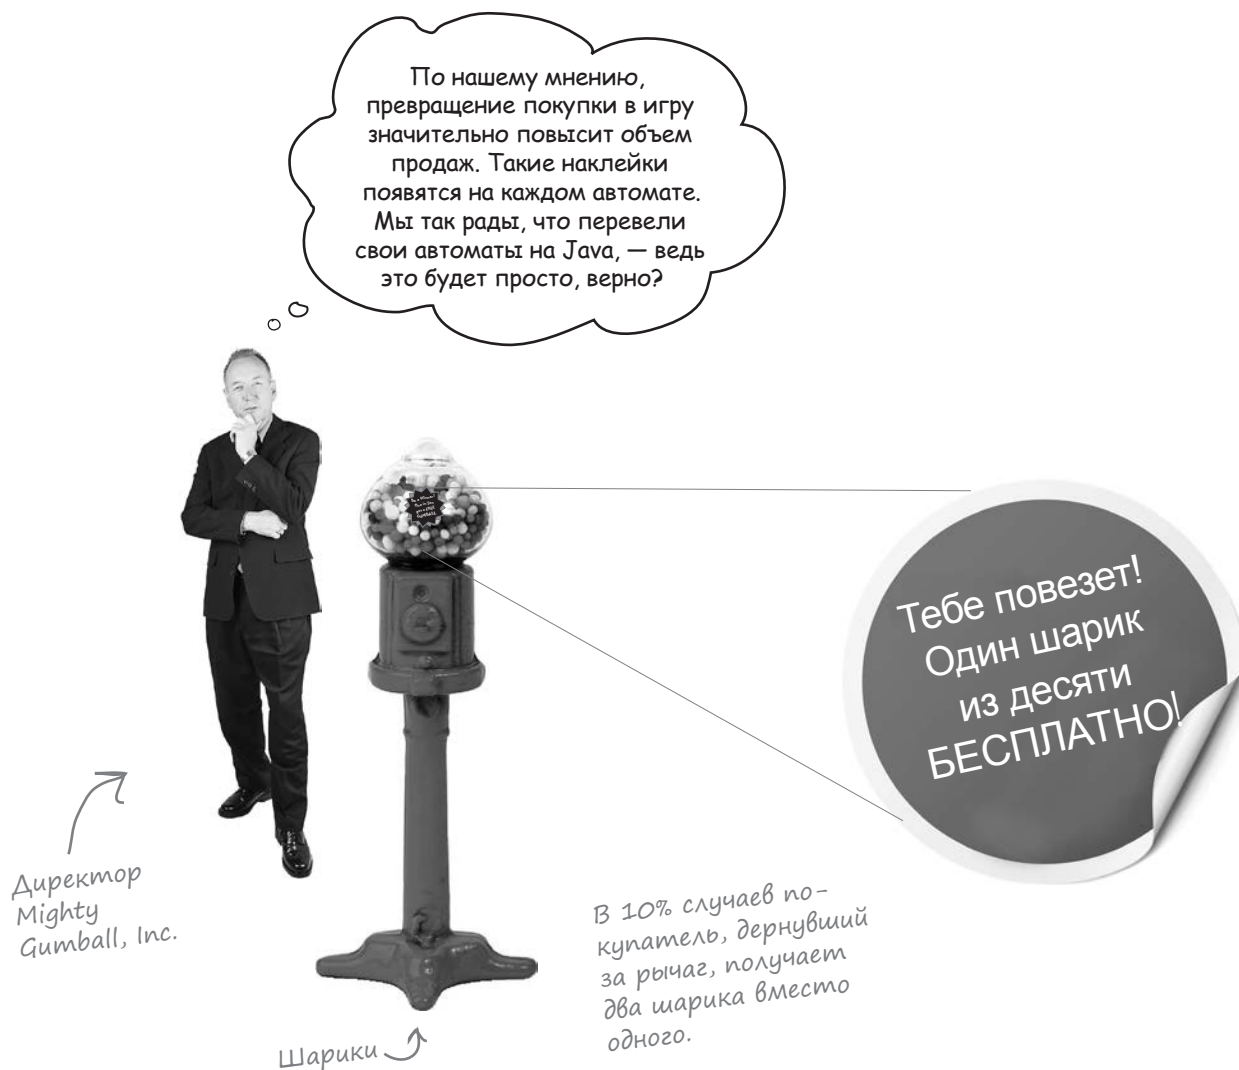 По нашему мнению,
превращение покупки в игру
значительно повысит объем
продаж. Такие наклейки
появятся на каждом автомате.
Мы так рады, что перевели
свои автоматы на Java, — ведь
это будет просто, верно?
Тебе повезет!
Один шарик
из десяти
БЕСПЛАТНО!
Директор
Mighty
Gumball, Inc.
В 10% случаев по-
купатель, дернувший
за рычаг, получает
два шарика вместо
одного.
Шарики